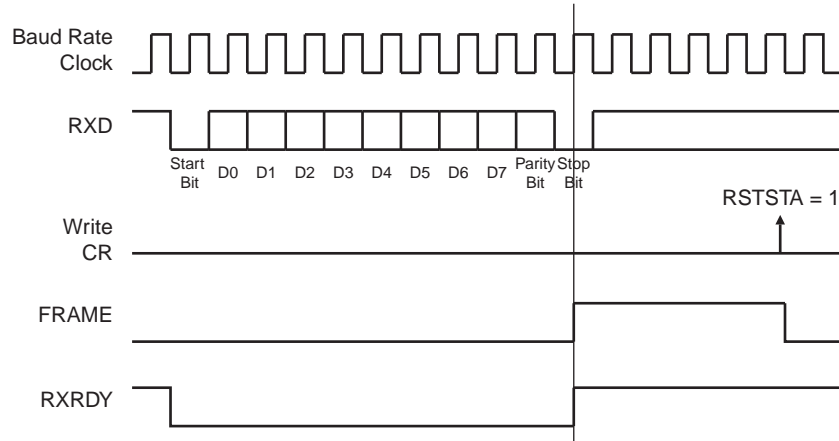 Baud Rate
Clock
RXD
Start
Bit
D0 D1 D2 D3 D4 D5 D6 D7
Parity
Bit
Stop
Bit
RSTSTA = 1
Write
CR
FRAME
RXRDY